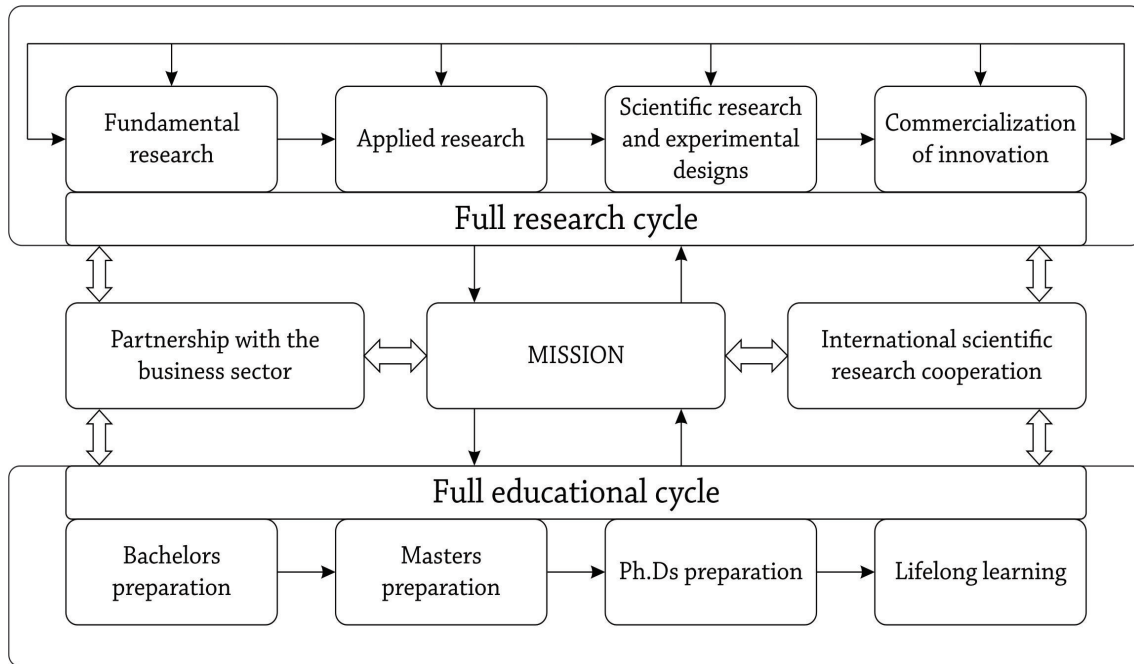 Fundamental
research
Applied research
Scientific research
and experimental
designs
Commercialization
of innovation
Full research cycle
Partnership with the
business sector
MISSION
International scientific
research cooperation
Full educational cycle
Bachelors
preparation
Masters
preparation
Ph.Ds preparation
Lifelong learning